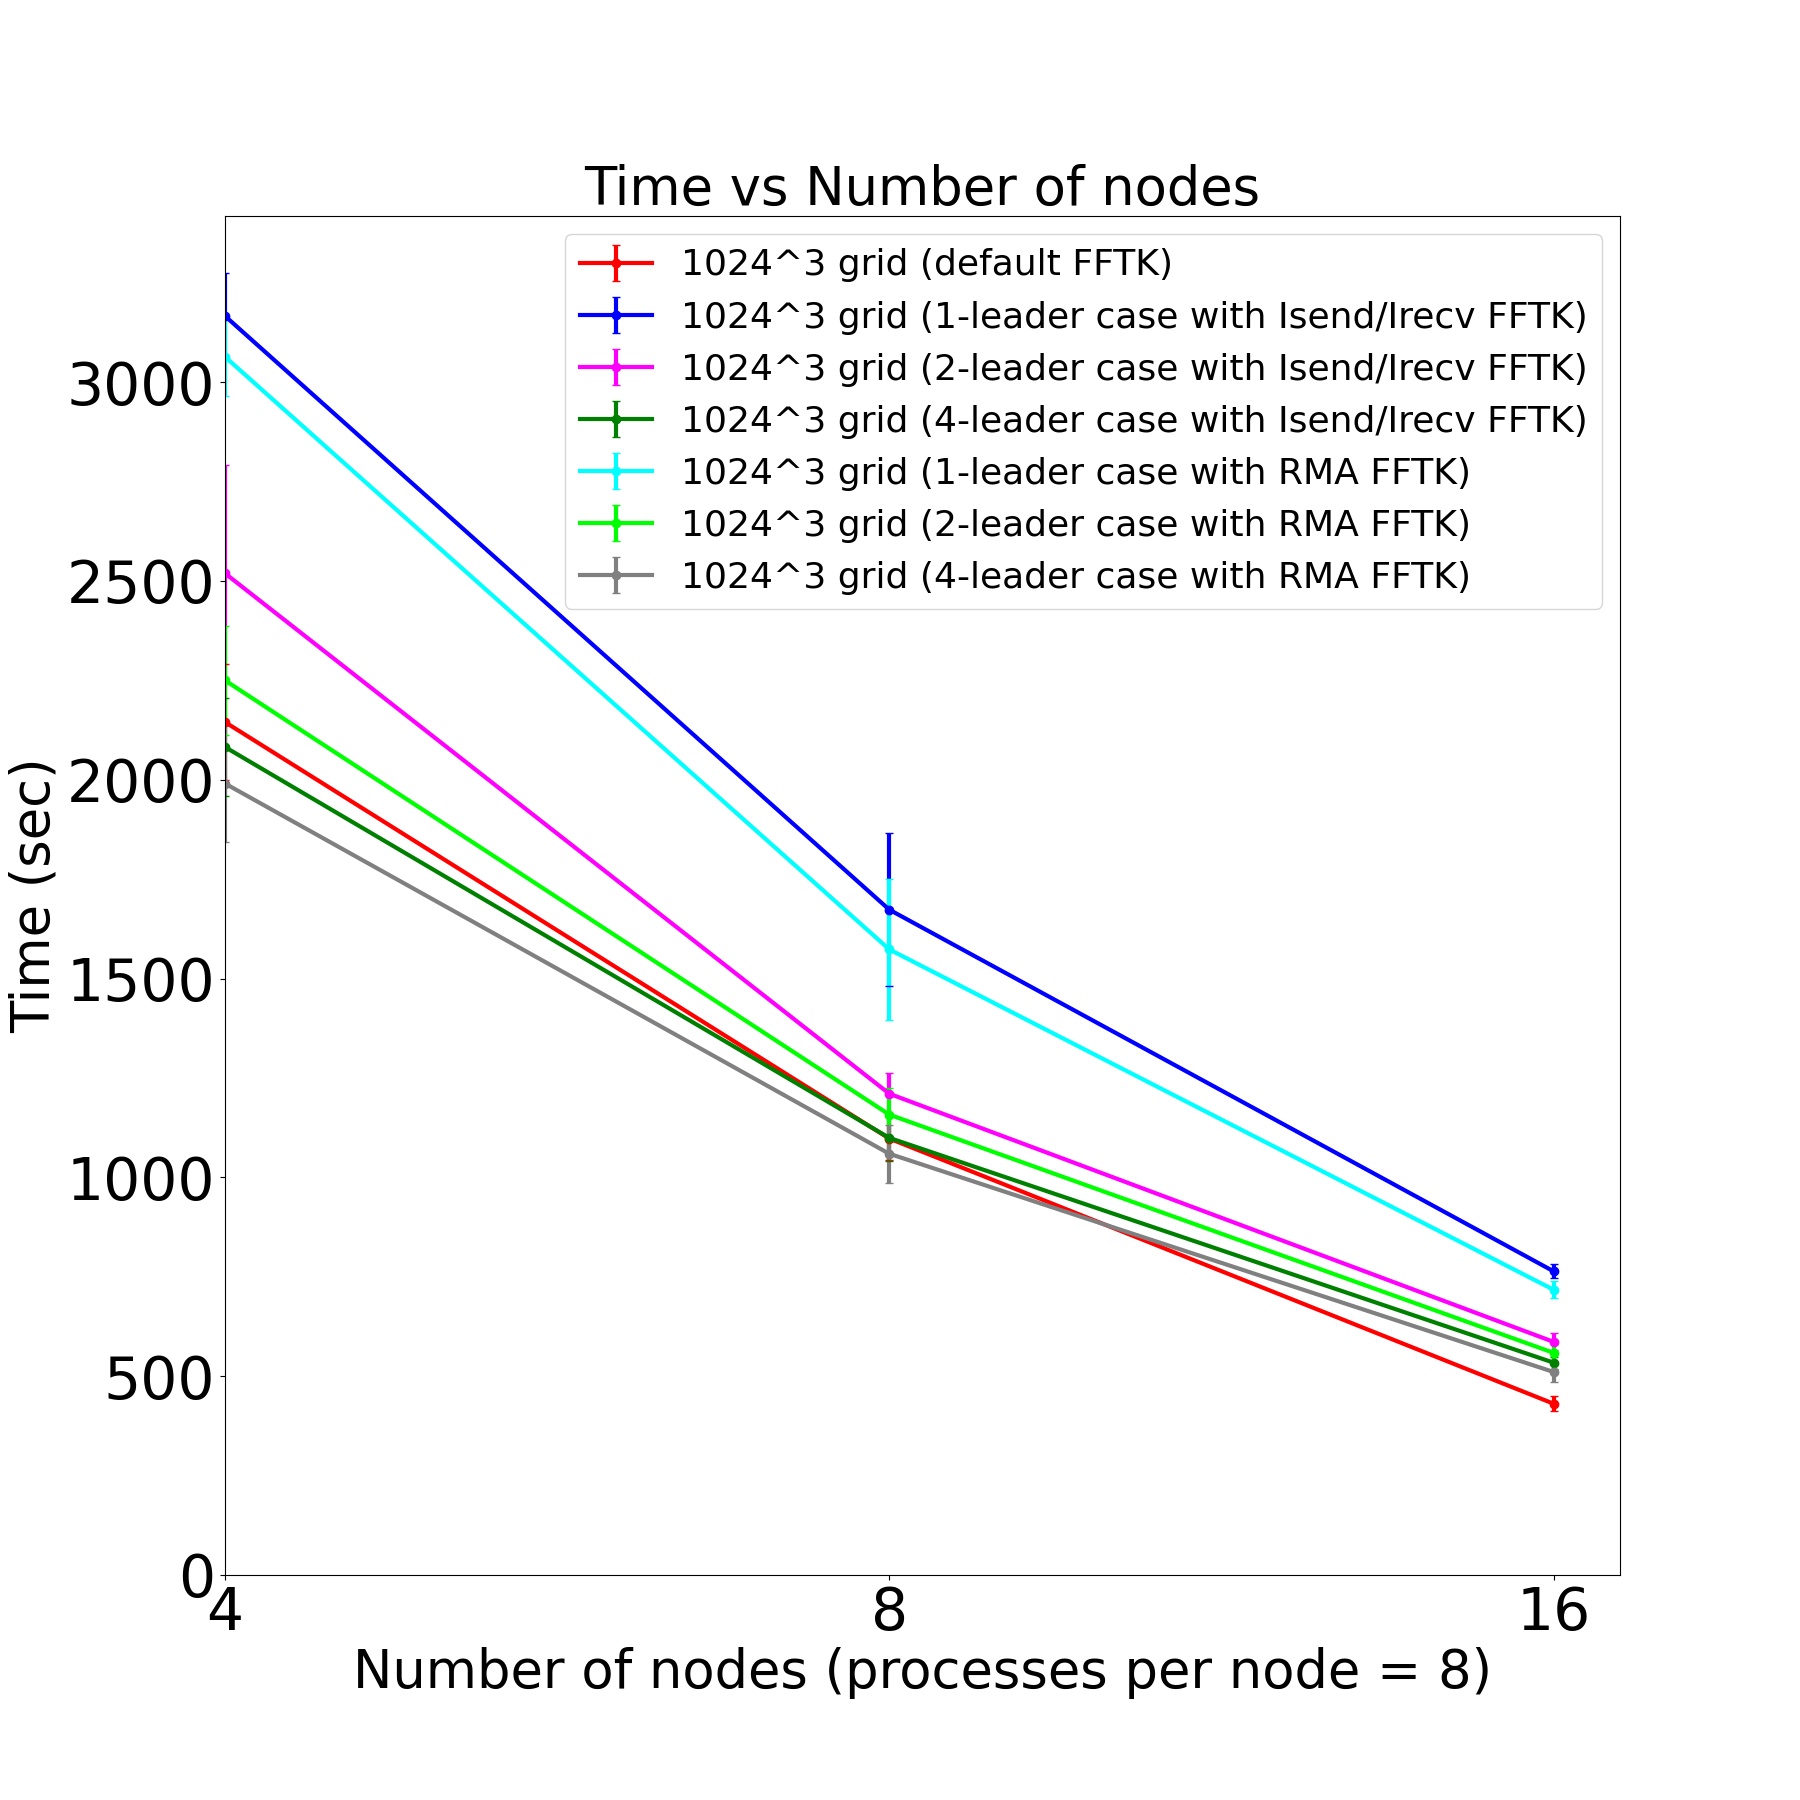 Time vs Number of nodes
1024^3 grid (default FFTK)
1024^3 grid (1-leader case with Isend/Irecv FFTK)
1024^3 grid (2-leader case with Isend/Irecv FFTK)
1024^3 grid (4-leader case with Isend/Irecv FFTK)
1024^3 grid (1-leader case with RMA FFTK)
1024^3 grid (2-leader case with RMA FFTK)
1024^3 grid (4-leader case with RMA FFTK)
Time (sec)
3000
2500
2000
1500
1000
500
0
4 8 16
Number of nodes (processes per node = 8)